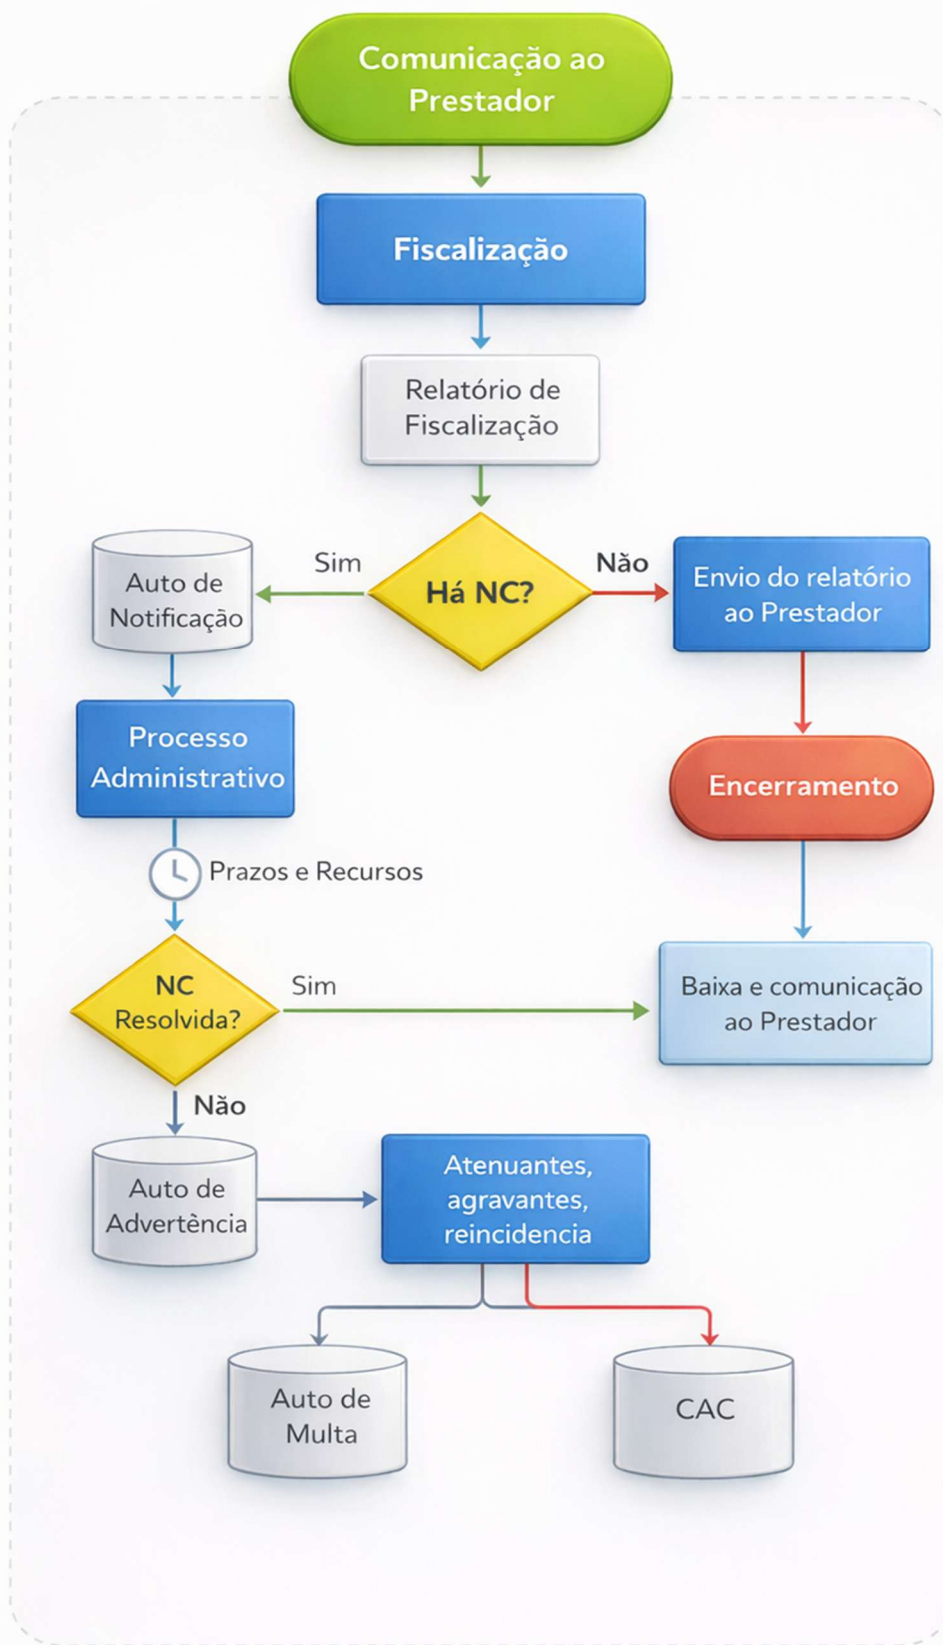 Comunicação ao
Prestador
Fiscalização
Relatório de
Fiscalização
Há NC?
Sim
Não
Auto de
Notificação
Envio do relatório
ao Prestador
Processo
Administrativo
Encerramento
Prazos e Recursos
NC
Resolvida?
Sim
Não
Baixa e comunicação
ao Prestador
Auto de
Advertência
Atenuantes,
agravantes,
reincidencia
Auto de
Multa
CAC